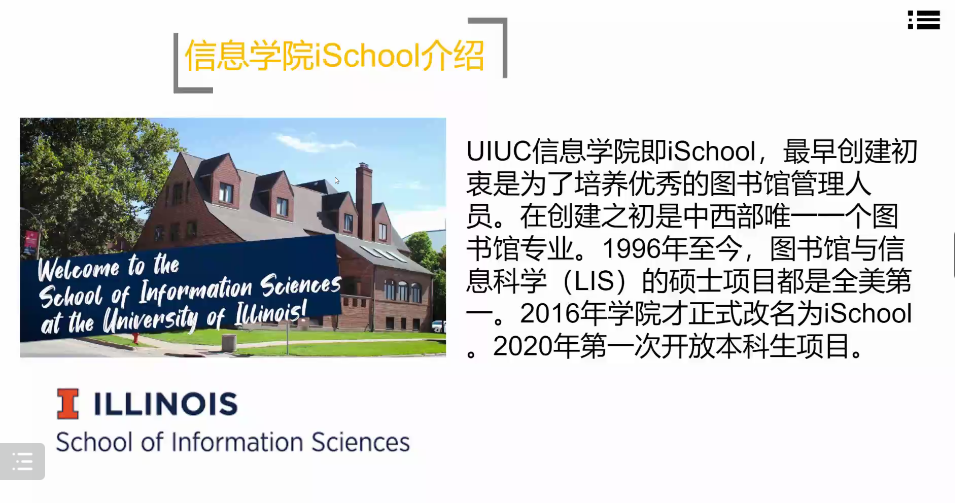 信息学院iSchool介绍
Welcome to the
School of Information Sciences
at the University of Illinois!
UIUC信息学院即iSchool，最早创建初
衷是为了培养优秀的图书馆管理人
员。在创建之初是中西部唯一一个图
书馆专业。1996年至今，图书馆与信
息科学（LIS）的硕士项目都是全美第
一。2016年学院才正式改名为iSchool
。2020年第一次开放本科生项目。
I ILLINOIS
School of Information Sciences